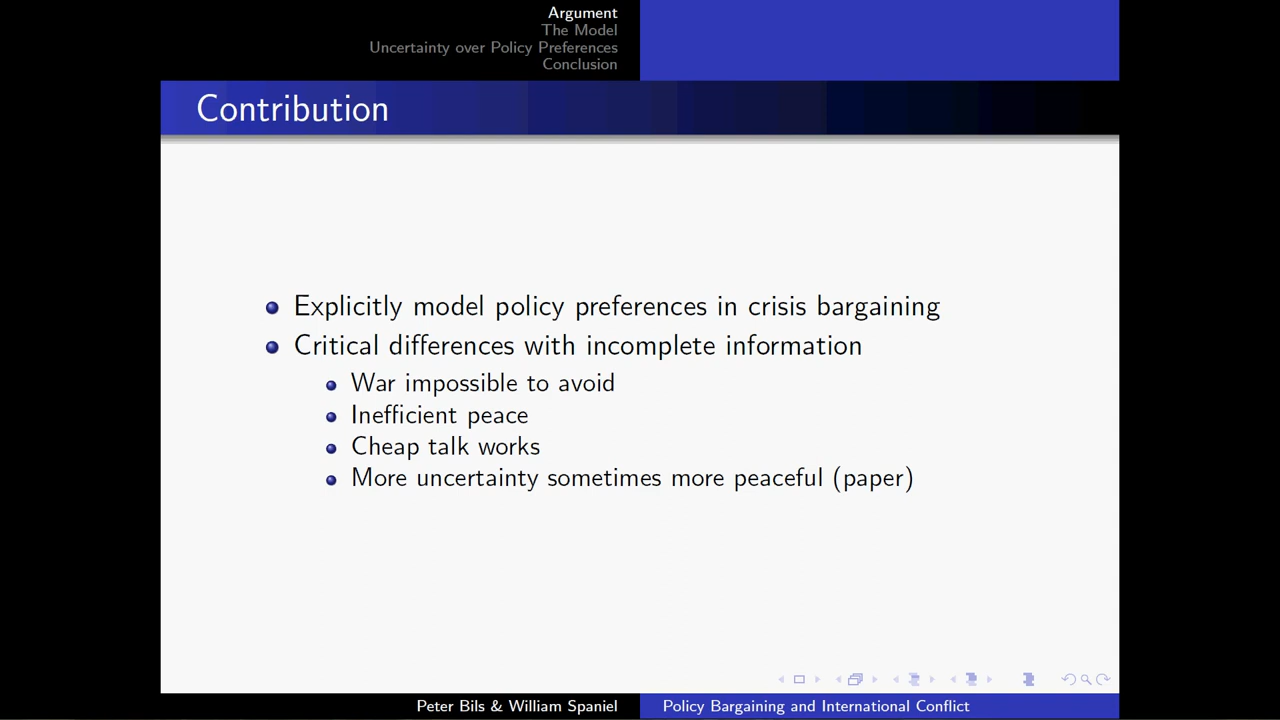 Argument
The Model
Uncertainty over Policy Preferences
Conclusion
Contribution
Explicitly model policy preferences in crisis bargaining
Critical differences with incomplete information
War impossible to avoid
Inefficient peace
Cheap talk works
More uncertainty sometimes more peaceful (paper)
Peter Bils & William Spaniel
Policy Bargaining and International Conflict